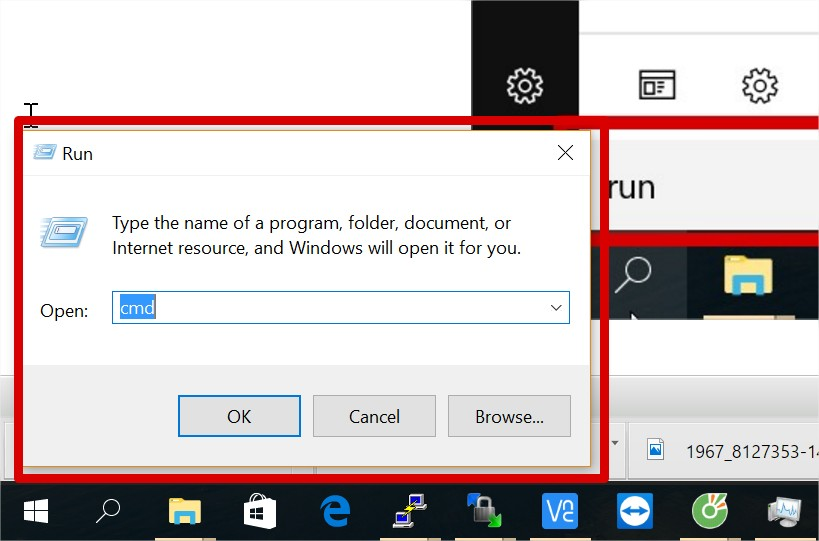 Run
Type the name of a program, folder, document, or
Internet resource, and Windows will open it for you.
Open:
cmd
OK
Cancel
Browse...
run
1967_8127353-14